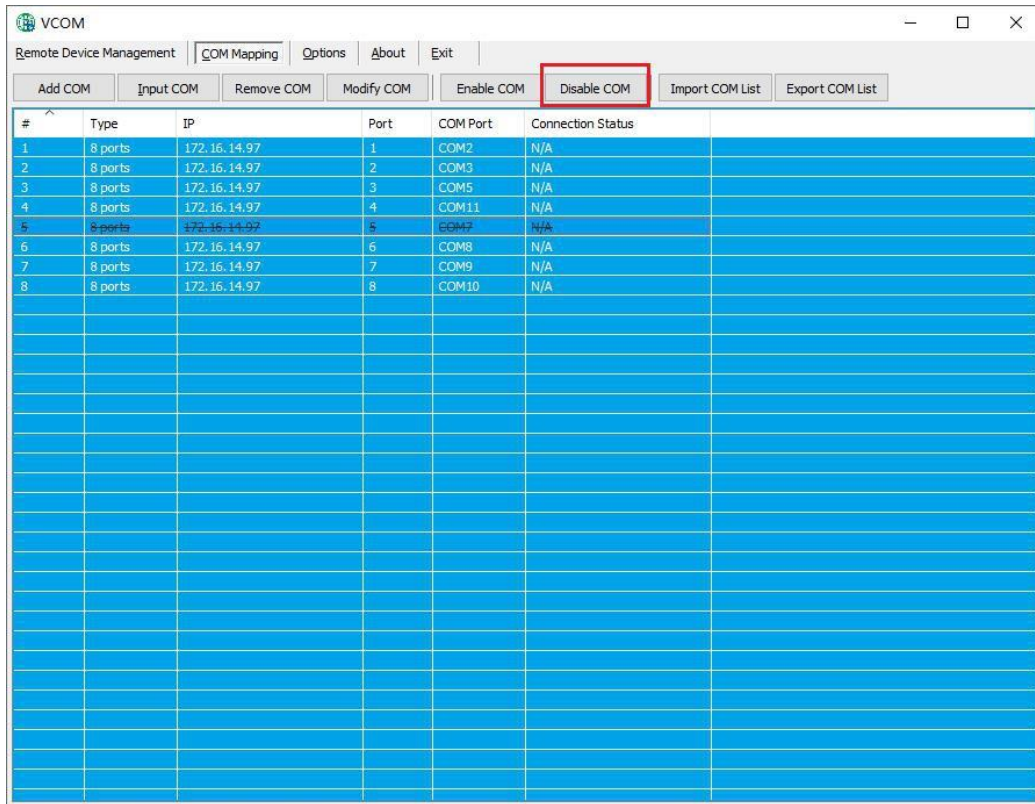 VCOM
Remote Device Management COM Mapping Options About Exit
Add COM Input COM Remove COM Modify COM Enable COM Disable COM Import COM List Export COM List
# Type IP Port COM Port Connection Status
1 8 ports 172.16.14.97 1 COM2 N/A
2 8 ports 172.16.14.97 2 COM3 N/A
3 8 ports 172.16.14.97 3 COM5 N/A
4 8 ports 172.16.14.97 4 COM11 N/A
5 8 ports 172.16.14.97 5 COM7 N/A
6 8 ports 172.16.14.97 6 COM8 N/A
7 8 ports 172.16.14.97 7 COM9 N/A
8 8 ports 172.16.14.97 8 COM10 N/A